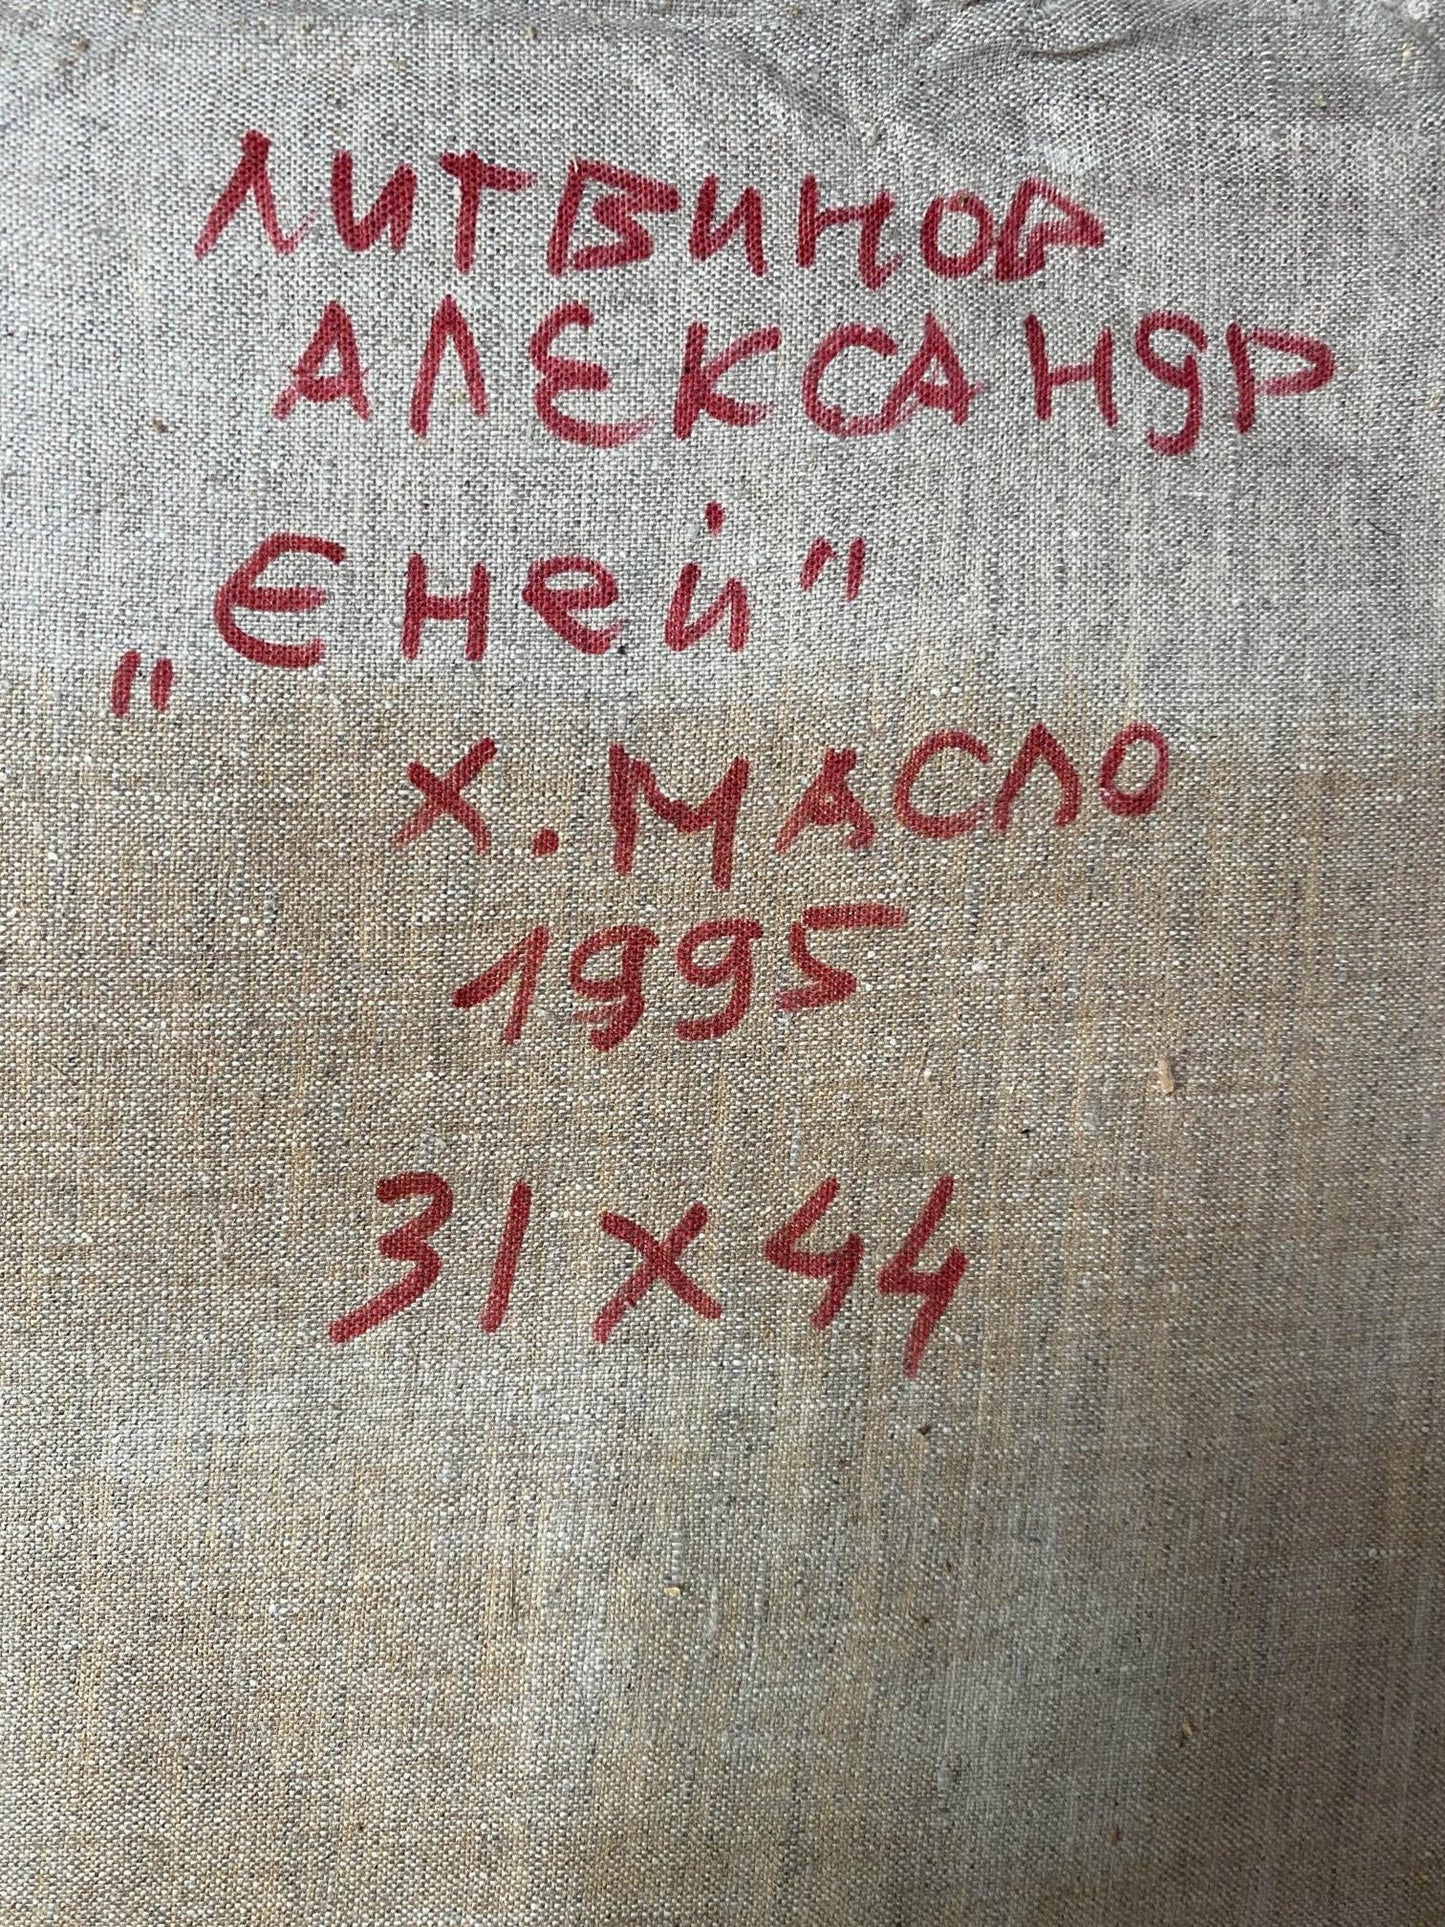 ЛИТВИНОВ
АЛЕКСАНДР
„Еней"
Х. МАСЛО
1995
31 х 44